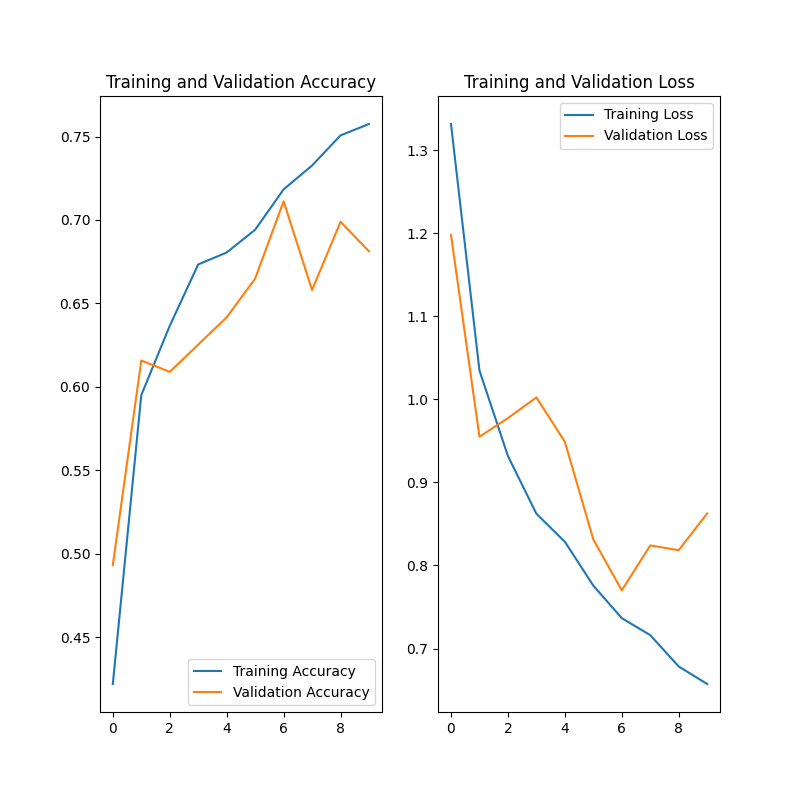 Training and Validation Accuracy
0.75
0.70
0.65
0.60
0.55
0.50
0.45
Training Accuracy
Validation Accuracy
0 2 4 6 8
Training and Validation Loss
Training Loss
Validation Loss
1.3
1.2
1.1
1.0
0.9
0.8
0.7
0 2 4 6 8